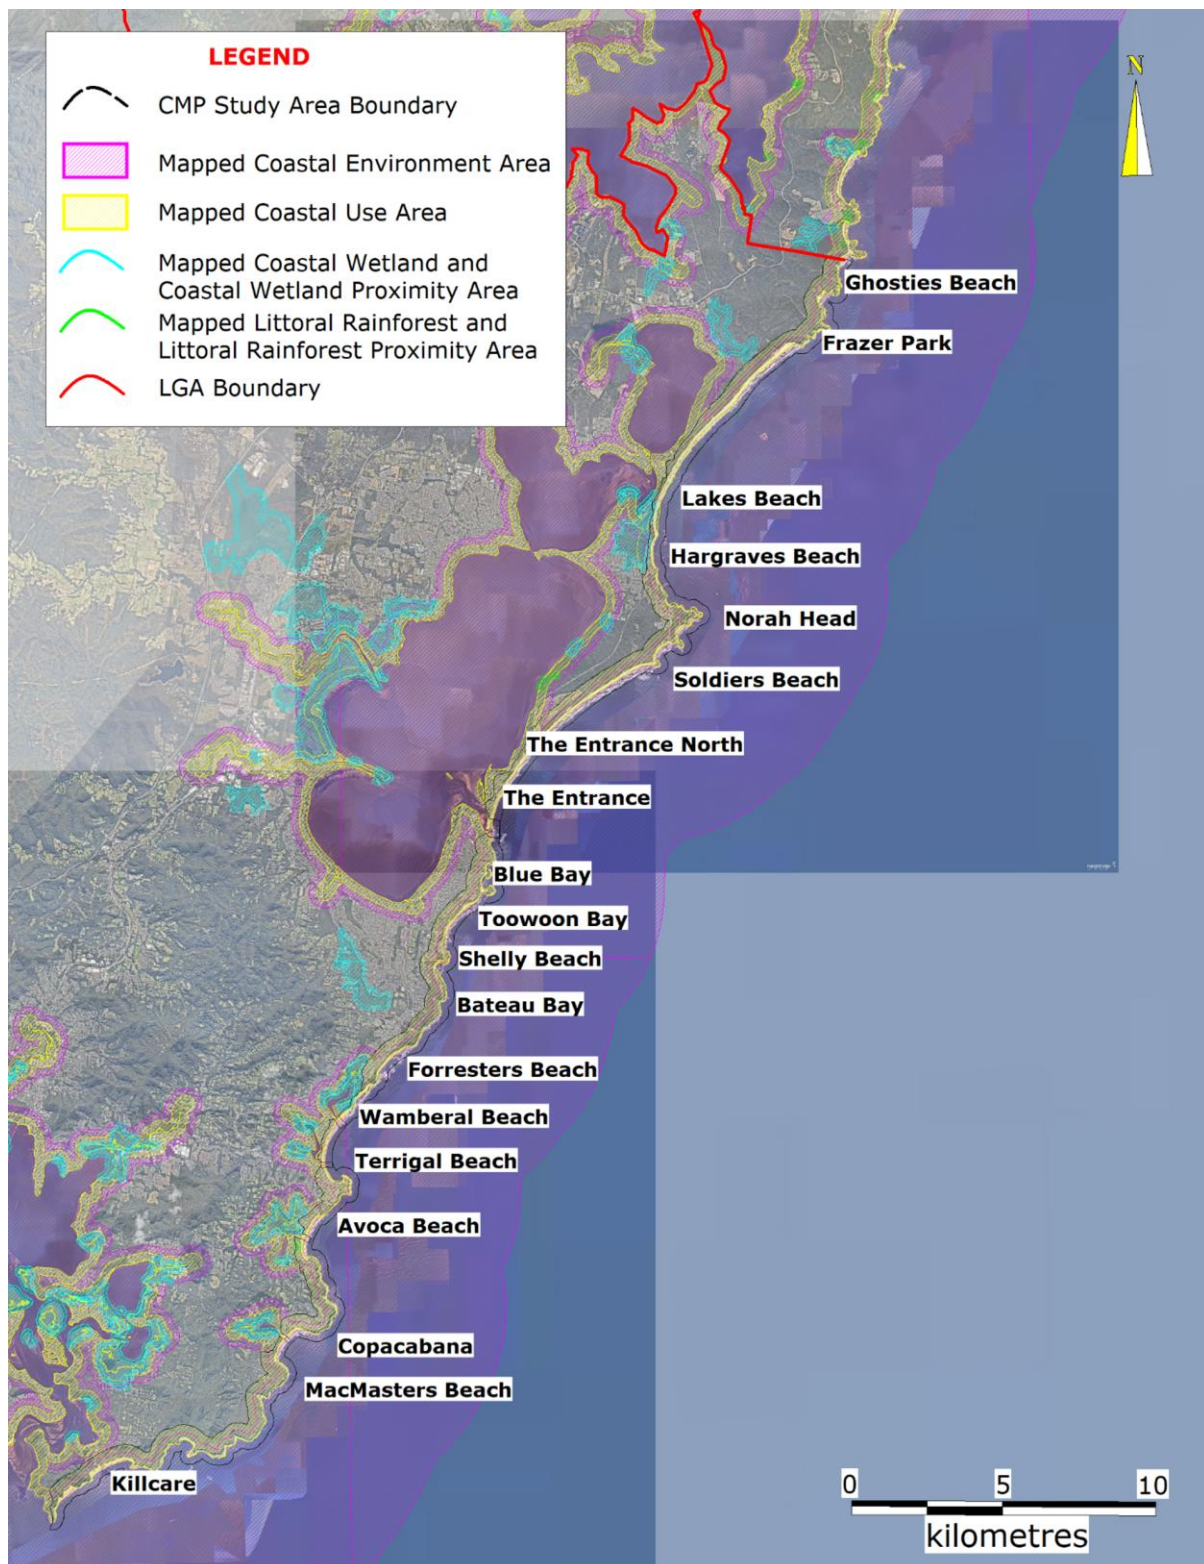 LEGEND
CMP Study Area Boundary
Mapped Coastal Environment Area
Mapped Coastal Use Area
Mapped Coastal Wetland and
Coastal Wetland Proximity Area
Mapped Littoral Rainforest and
Littoral Rainforest Proximity Area
LGA Boundary
N
Ghosties Beach
Frazer Park
Lakes Beach
Hargraves Beach
Norah Head
Soldiers Beach
The Entrance North
The Entrance
Blue Bay
Toowoon Bay
Shelly Beach
Bateau Bay
Forresters Beach
Wamberal Beach
Terrigal Beach
Avoca Beach
Copacabana
MacMasters Beach
Killcare
0 5 10
kilometres